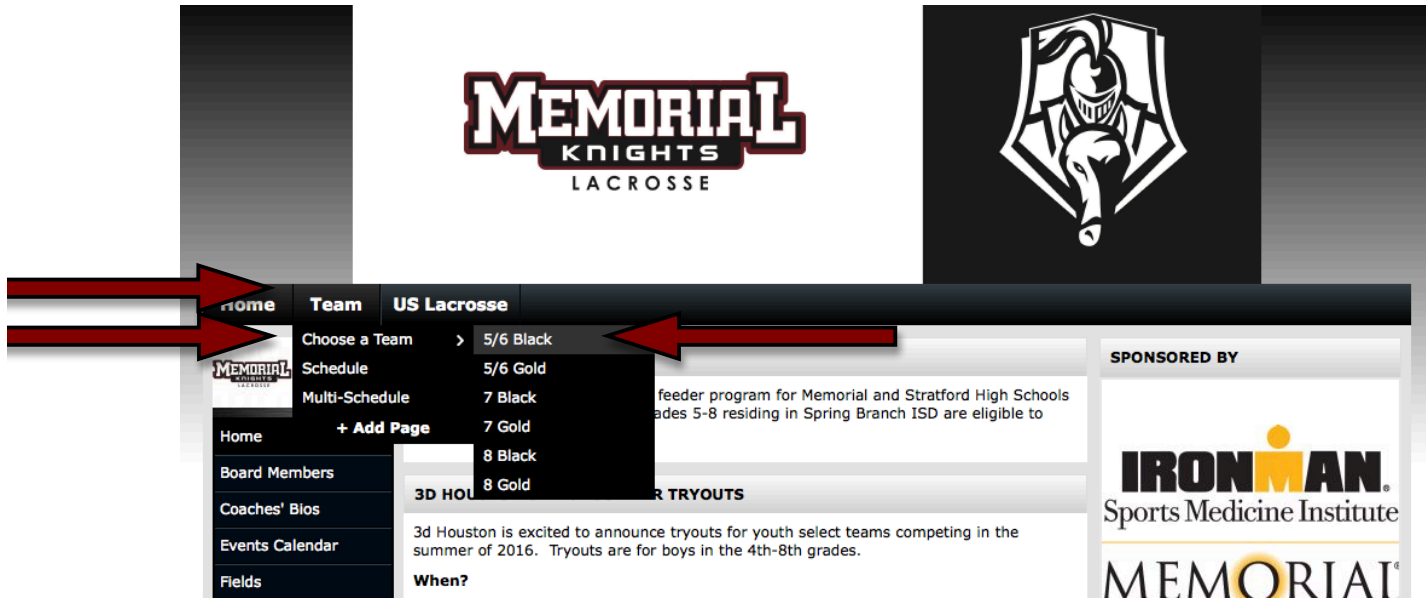 MEMORIAL
KNIGHTS
LACROSSE
Home Team US Lacrosse
Choose a Team > 5/6 Black
Schedule
Multi-Schedule
+ Add Page
5/6 Gold
7 Black
7 Gold
8 Black
8 Gold
MEMORIAL
KNIGHTS
LACROSSE
Home
Board Members
Coaches' Bios
Events Calendar
Fields
feeder program for Memorial and Stratford High Schools
ades 5-8 residing in Spring Branch ISD are eligible to
3D HOU R TRYOUTS
3d Houston is excited to announce tryouts for youth select teams competing in the
summer of 2016. Tryouts are for boys in the 4th-8th grades.
When?
SPONSORED BY
IRONMAN®
Sports Medicine Institute
MEMORIAL